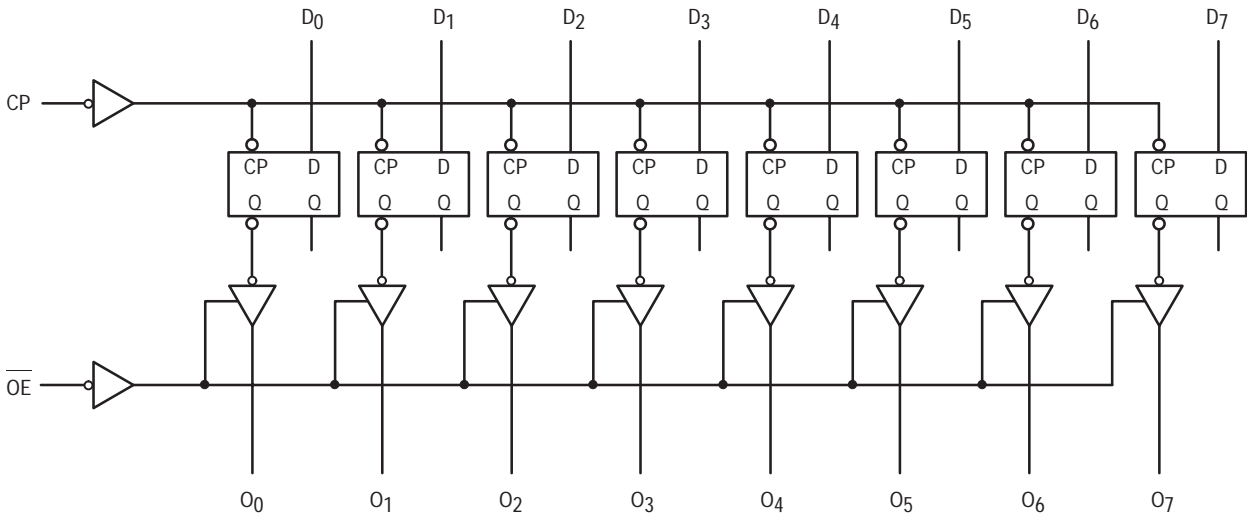 D0 D1 D2 D3 D4 D5 D6 D7
CP
CP D CP D CP D CP D CP D CP D CP D CP D
Q Q Q Q Q Q Q Q Q Q Q Q Q Q Q Q
O̅E̅
O0 O1 O2 O3 O4 O5 O6 O7